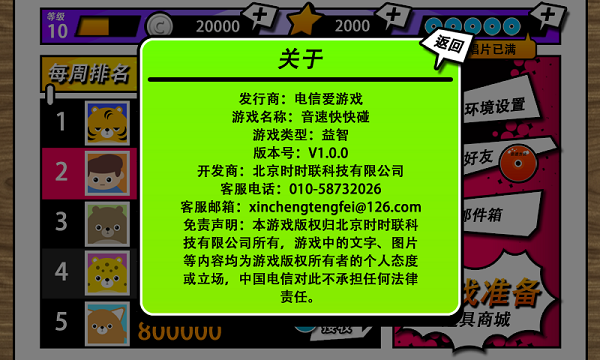 等级
10
20000
2000
返回
唱片已满
关于
每周排名
环境设置
好友
邮件箱
1
2
3
4
5
发行商：电信爱游戏
游戏名称：音速快快碰
游戏类型：益智
版本号：V1.0.0
开发商：北京时时联科技有限公司
客服电话：010-58732026
客服邮箱：xinchengtengfei@126.com
免责声明：本游戏版权归北京时时联科
技有限公司所有，游戏中的文字、图片
等内容均为游戏版权所有者的个人态度
或立场，中国电信对此不承担任何法律
责任。
800000
戏准备
具商城